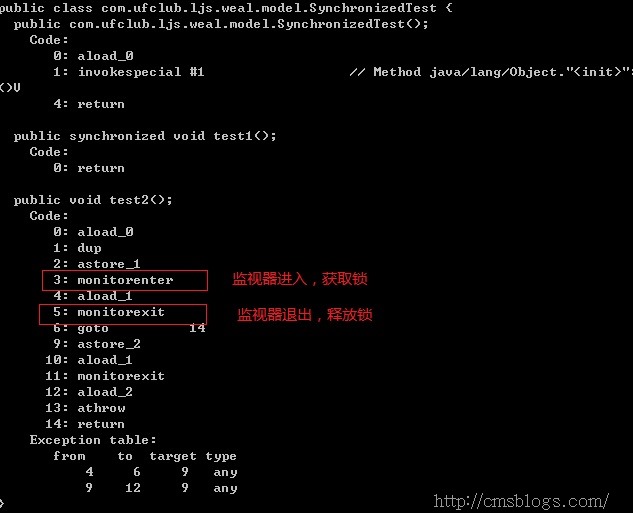 public class com.ufclub.ljs.weal.model.SynchronizedTest {
public com.ufclub.ljs.weal.model.SynchronizedTest();
Code:
0: aload_0
1: invokespecial #1 // Method java/lang/Object."<init>":
()V
4: return
public synchronized void test1();
Code:
0: return
public void test2();
Code:
0: aload_0
1: dup
2: astore_1
3: monitorenter 监视器进入，获取锁
4: aload_1
5: monitorexit 监视器退出，释放锁
6: goto 14
9: astore_2
10: aload_1
11: monitorexit
12: aload_2
13: athrow
14: return
Exception table:
from to target type
4 6 9 any
9 12 9 any
}
http://cmsblogs.com/